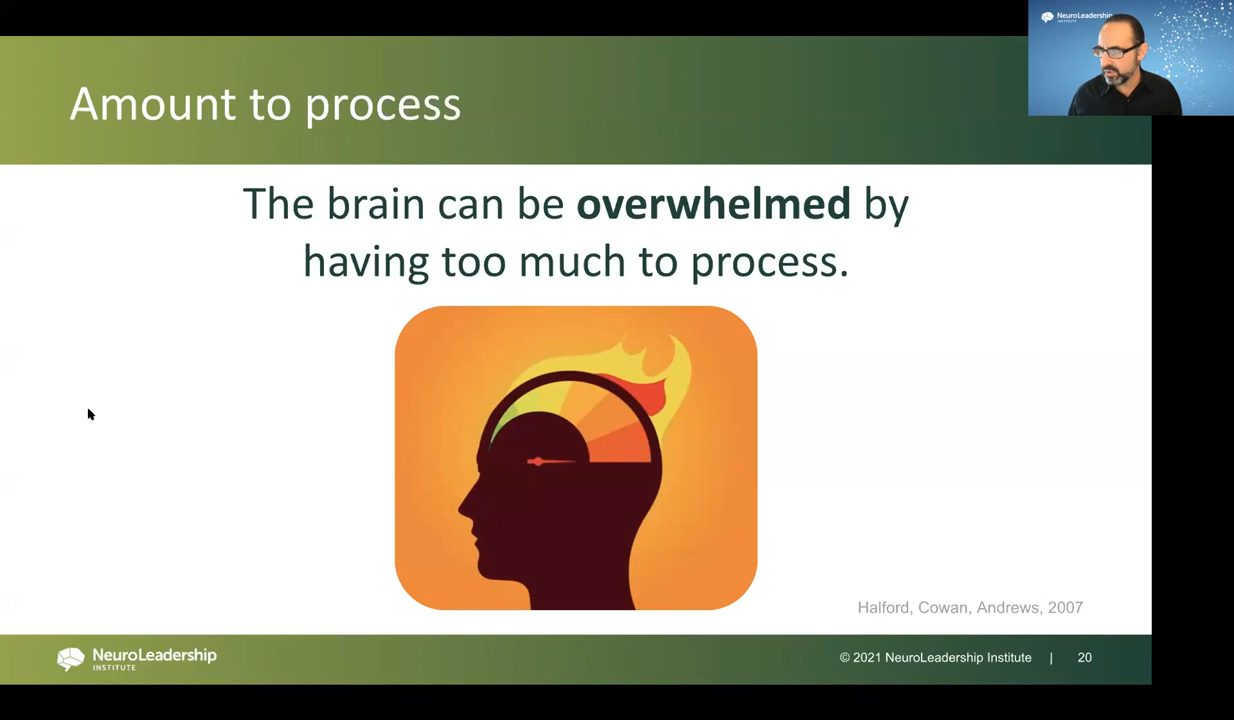 NeuroLeadership
INSTITUTE
Amount to process
The brain can be overwhelmed by
having too much to process.
Halford, Cowan, Andrews, 2007
NeuroLeadership
INSTITUTE
© 2021 NeuroLeadership Institute | 20